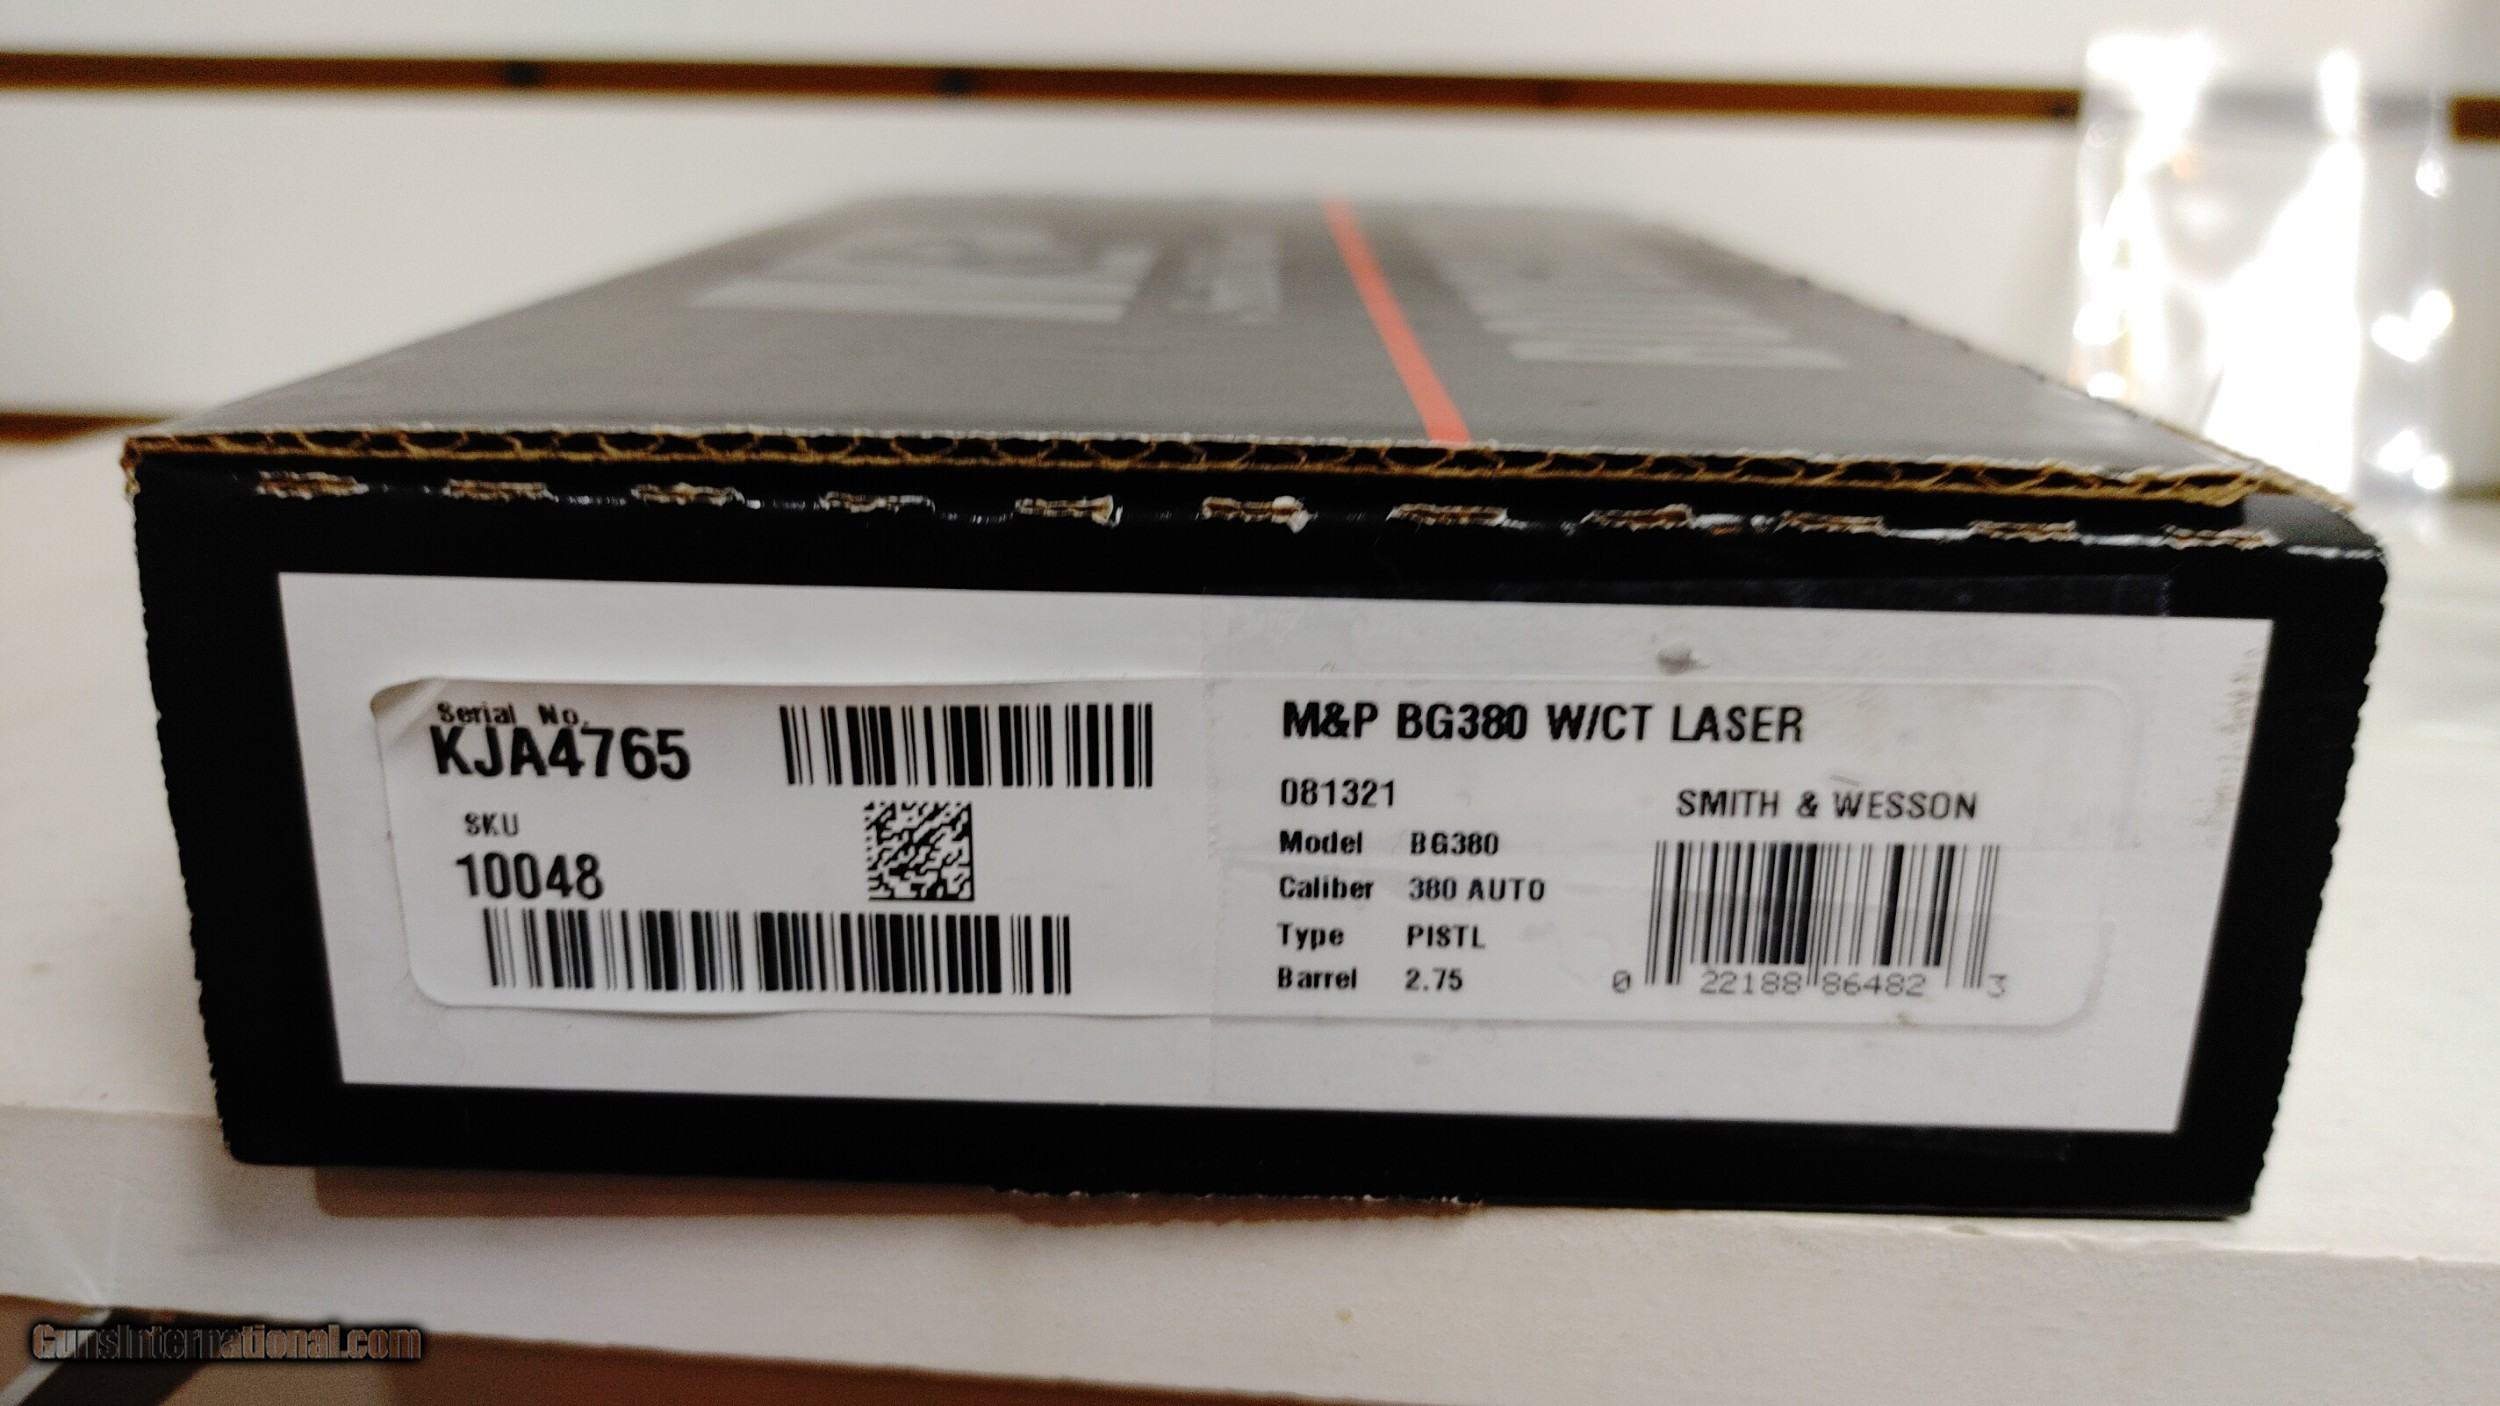 Serial No.
KJA4765
SKU
10048
M&P BG380 W/CT LASER
081321
SMITH & WESSON
Model BG380
Caliber 380 AUTO
Type PISTL
Barrel 2.75
0 22188 86482 3
GunsInternational.com